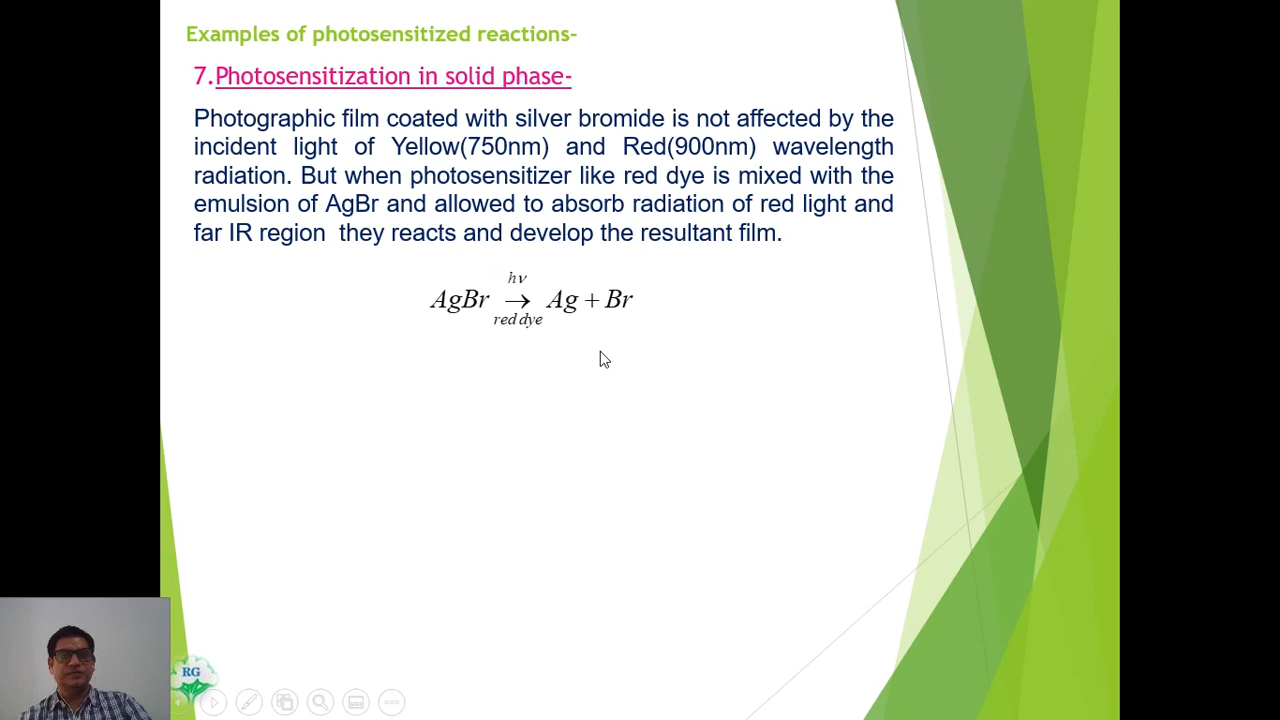 Examples of photosensitized reactions-
7.Photosensitization in solid phase-
Photographic film coated with silver bromide is not affected by the
incident light of Yellow(750nm) and Red(900nm) wavelength
radiation. But when photosensitizer like red dye is mixed with the
emulsion of AgBr and allowed to absorb radiation of red light and
far IR region they reacts and develop the resultant film.
hν
AgBr → Ag + Br
red dye
RG